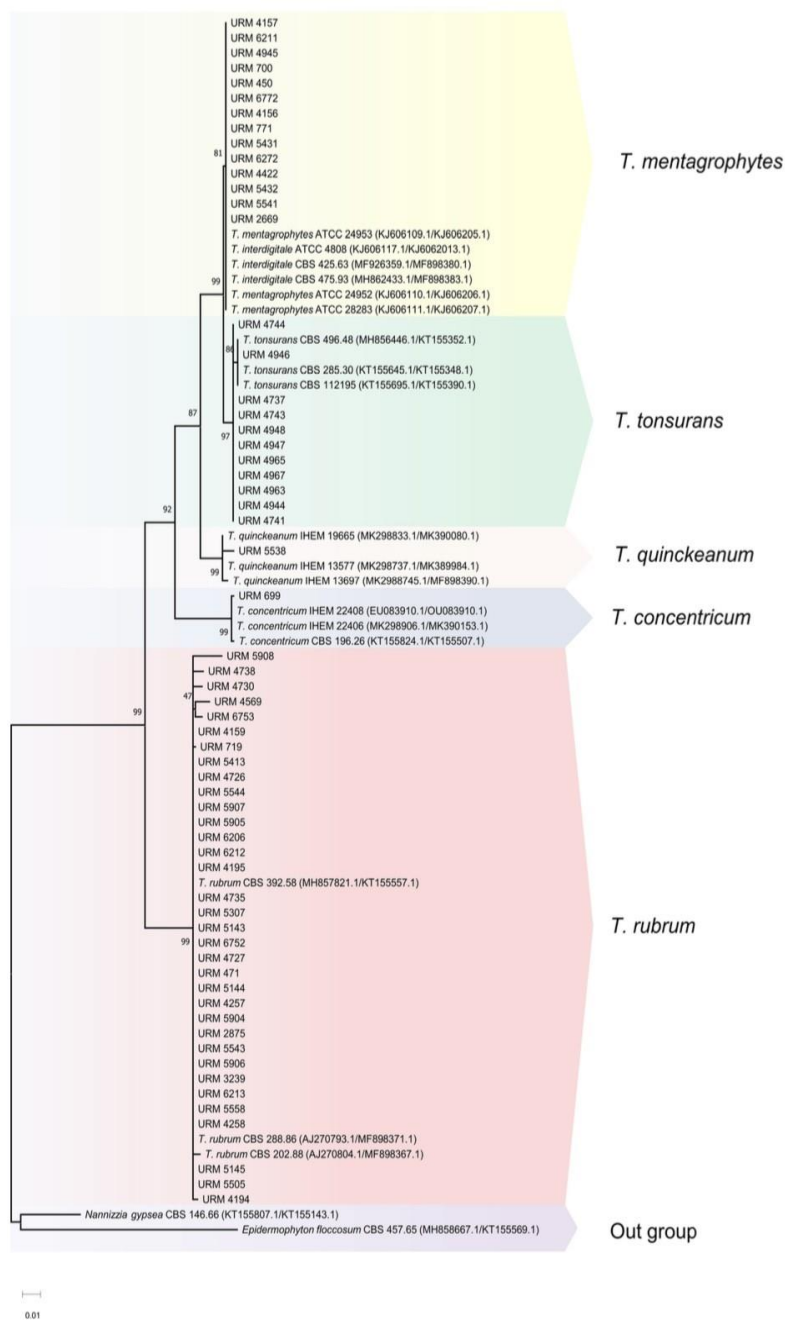 URM 4157
URM 6211
URM 4945
URM 700
URM 450
URM 6772
URM 4156
URM 771
URM 5431
81
URM 6272
T. mentagrophytes
URM 4422
URM 5432
URM 5541
URM 2669
T. mentagrophytes ATCC 24953 (KJ606109.1/KJ606205.1)
T. interdigitale ATCC 4808 (KJ606117.1/KJ6062013.1)
T. interdigitale CBS 425.63 (MF926359.1/MF898380.1)
99
T. interdigitale CBS 475.93 (MH862433.1/MF898383.1)
T. mentagrophytes ATCC 24952 (KJ606110.1/KJ606206.1)
T. mentagrophytes ATCC 28283 (KJ606111.1/KJ606207.1)
URM 4744
T. tonsurans CBS 496.48 (MH856446.1/KT155352.1)
86
URM 4946
T. tonsurans CBS 285.30 (KT155645.1/KT155348.1)
T. tonsurans CBS 112195 (KT155695.1/KT155390.1)
URM 4737
87
URM 4743
T. tonsurans
URM 4948
97
URM 4947
URM 4965
URM 4967
URM 4963
92
URM 4944
URM 4741
T. quinckeanum IHEM 19665 (MK298833.1/MK390080.1)
URM 5538
T. quinckeanum
T. quinckeanum IHEM 13577 (MK298737.1/MK389984.1)
99
T. quinckeanum IHEM 13697 (MK2988745.1/MF898390.1)
URM 699
T. concentricum IHEM 22408 (EU083910.1/OU083910.1)
T. concentricum
T. concentricum IHEM 22406 (MK298906.1/MK390153.1)
99
T. concentricum CBS 196.26 (KT155824.1/KT155507.1)
URM 5908
URM 4738
URM 4730
47
URM 4569
99
URM 6753
URM 4159
URM 719
URM 5413
URM 4726
URM 5544
URM 5907
URM 5905
URM 6206
URM 6212
URM 4195
T. rubrum CBS 392.58 (MH857821.1/KT155557.1)
URM 4735
URM 5307
URM 5143
T. rubrum
99
URM 6752
URM 4727
URM 471
URM 5144
URM 4257
URM 5904
URM 2875
URM 5543
URM 5906
URM 3239
URM 6213
URM 5558
URM 4258
T. rubrum CBS 288.86 (AJ270793.1/MF898371.1)
T. rubrum CBS 202.88 (AJ270804.1/MF898367.1)
URM 5145
URM 5505
URM 4194
Nannizzia gypsea CBS 146.66 (KT155807.1/KT155143.1)
Epidermophyton floccosum CBS 457.65 (MH858667.1/KT155569.1)
Out group
0.01